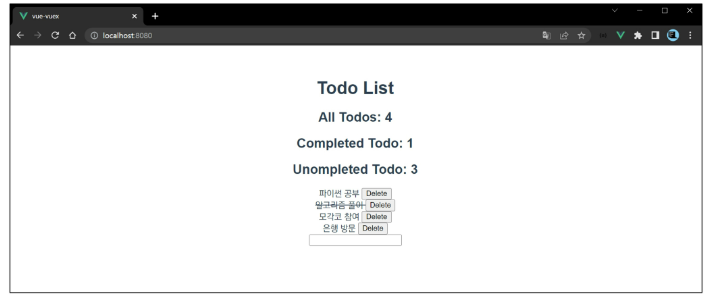 vue-vuex
localhost:8080
Todo List
All Todos: 4
Completed Todo: 1
Unompleted Todo: 3
파이썬 공부 Delete
알고리즘 풀이 Delete
모각코 참여 Delete
은행 방문 Delete